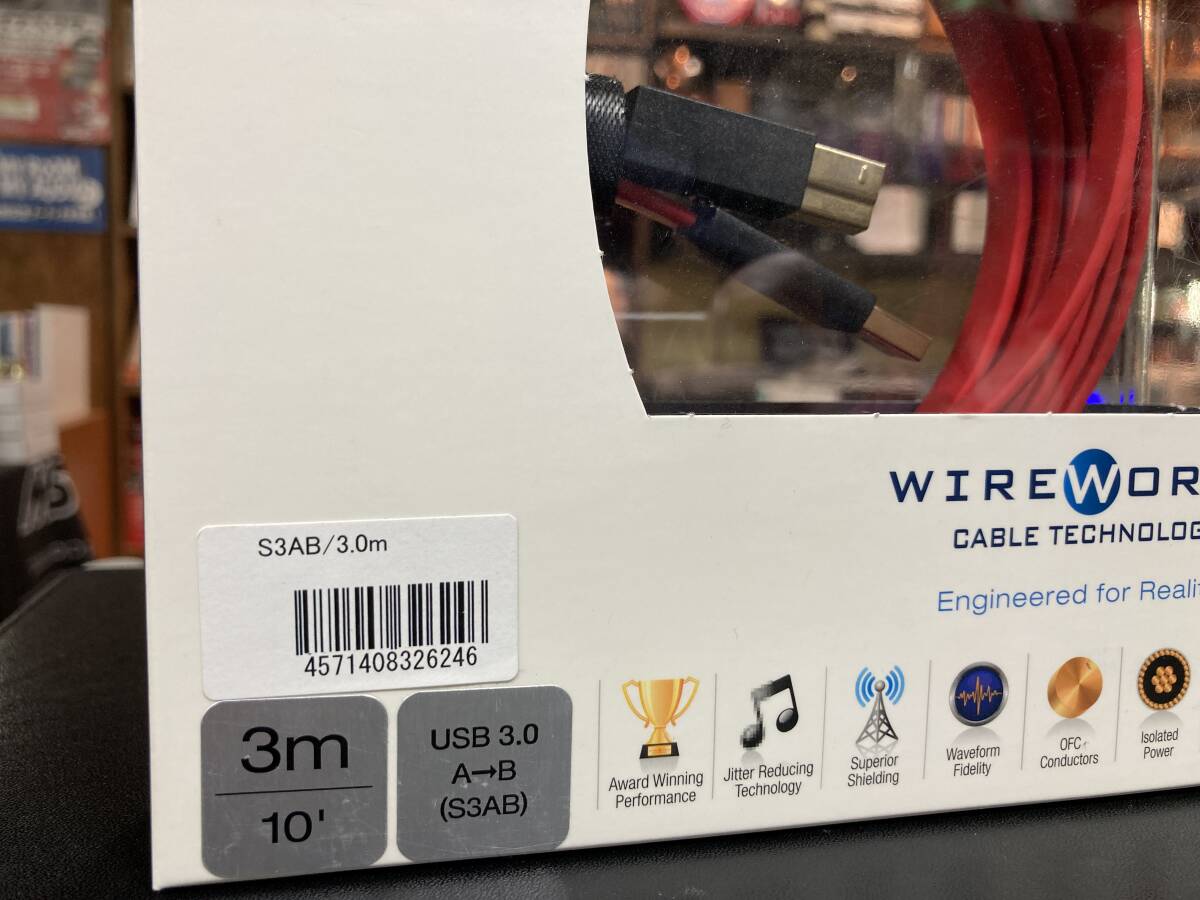 WIREWOR
CABLE TECHNOLOG
Engineered for Realit
S3AB/3.0m
4571408326246
3m
10'
USB 3.0
A→B
(S3AB)
Award Winning
Performance
Jitter Reducing
Technology
Superior
Shielding
Waveform
Fidelity
OFC
Conductors
Isolated
Power